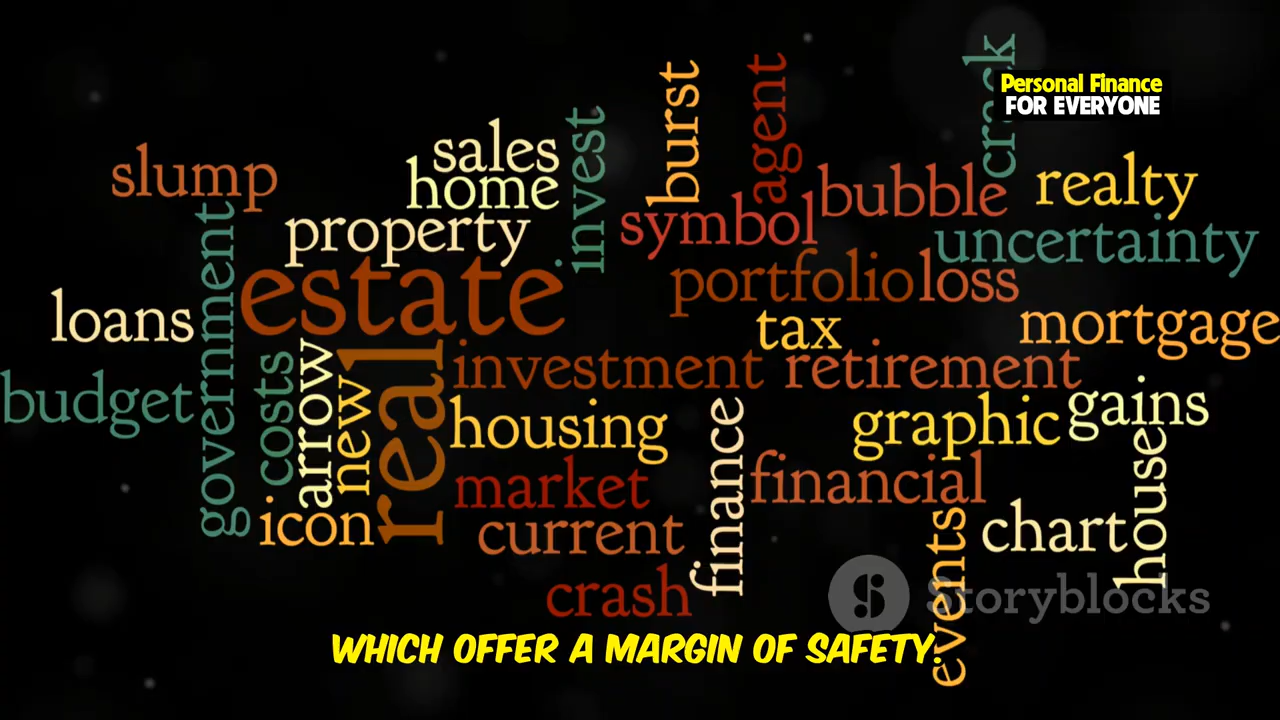 Personal Finance
FOR EVERYONE
crack
burst
agent
sales
invest
slump
home
bubble
realty
property
symbol
uncertainty
government
estate
portfolio
loss
loans
tax
mortgage
real
investment
retirement
budget
costs
arrow
new
housing
finance
graphic
gains
house
market
financial
icon
current
chart
events
crash
Storyblocks
WHICH OFFER A MARGIN OF SAFETY.